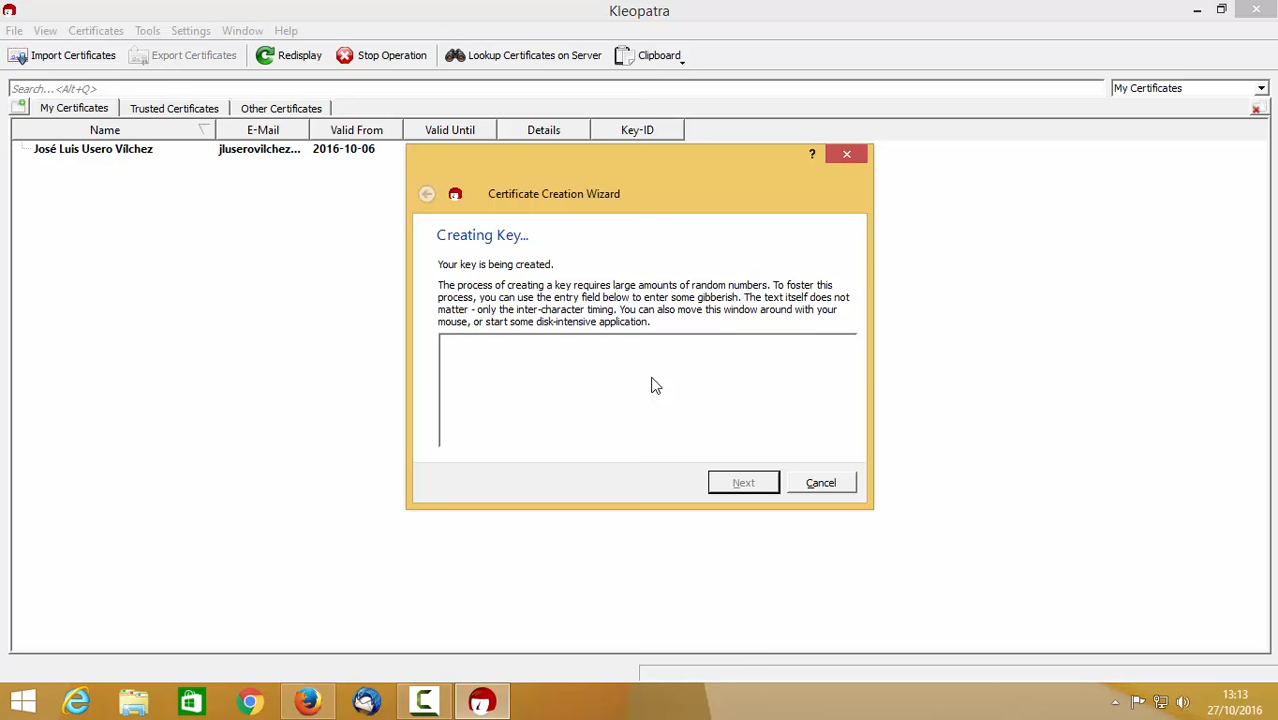 Kleopatra
File View Certificates Tools Settings Window Help
Import Certificates Export Certificates Redisplay Stop Operation Lookup Certificates on Server Clipboard
Search...<Alt+Q> My Certificates
My Certificates Trusted Certificates Other Certificates
Name E-Mail Valid From Valid Until Details Key-ID
José Luis Usero Vílchez jluserovilchez... 2016-10-06
?
Certificate Creation Wizard
Creating Key...
Your key is being created.
The process of creating a key requires large amounts of random numbers. To foster this
process, you can use the entry field below to enter some gibberish. The text itself does not
matter - only the inter-character timing. You can also move this window around with your
mouse, or start some disk-intensive application.
Next Cancel
13:13
27/10/2016